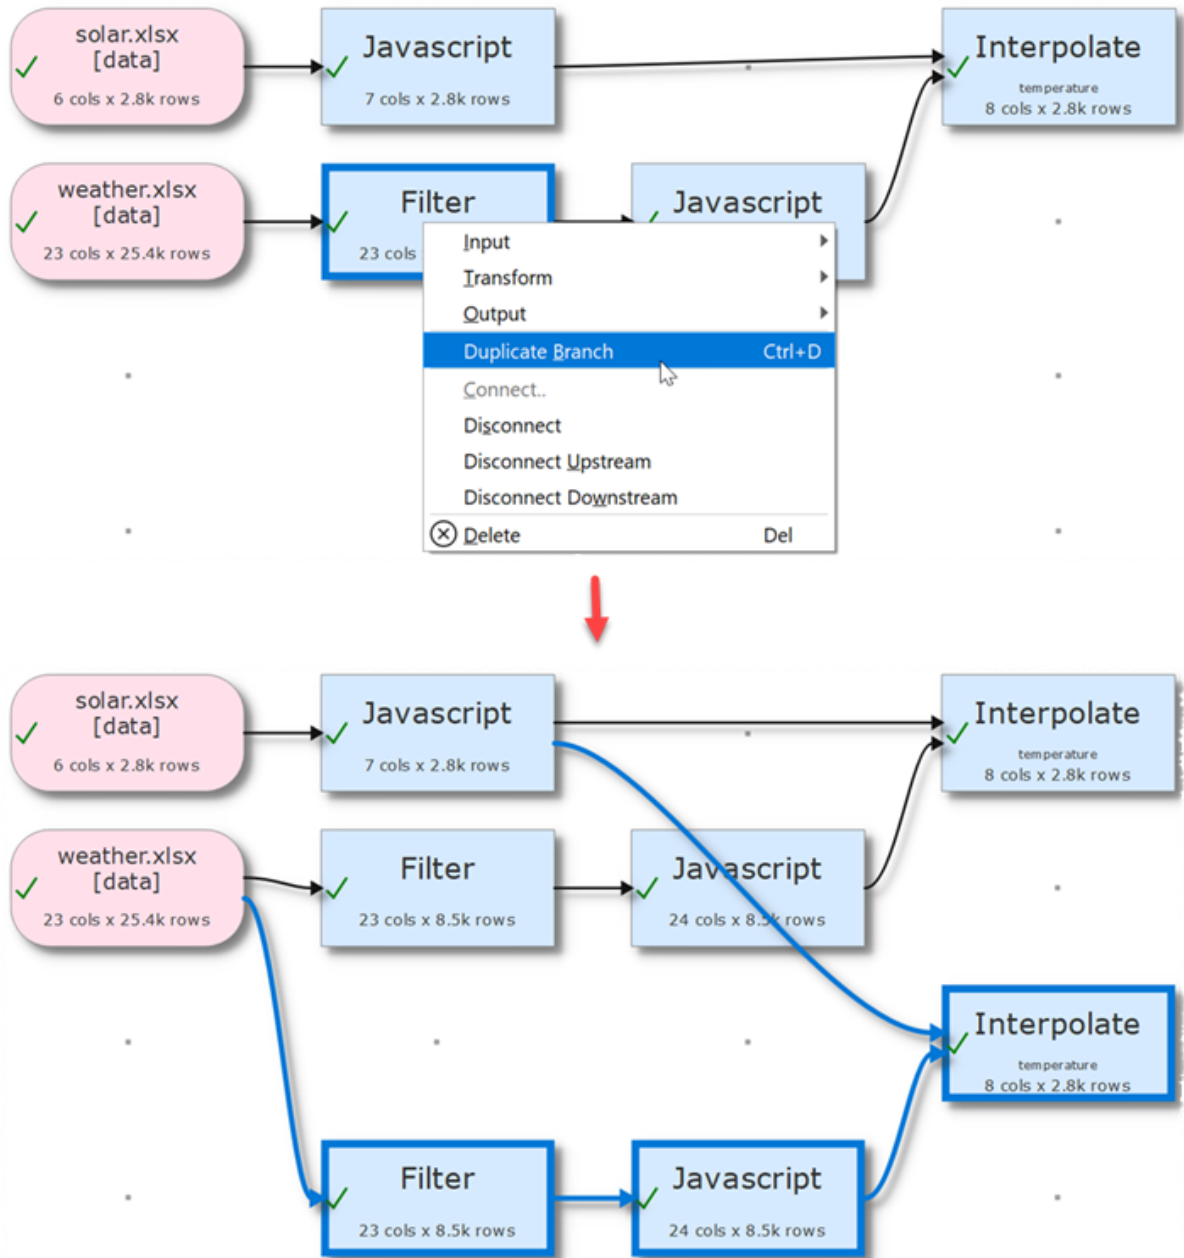 solar.xlsx
[data]
6 cols x 2.8k rows
Javascript
7 cols x 2.8k rows
Interpolate
temperature
8 cols x 2.8k rows
weather.xlsx
[data]
23 cols x 25.4k rows
Filter
23 cols
Javascript
Input
Transform
Output
Duplicate Branch Ctrl+D
Connect..
Disconnect
Disconnect Upstream
Disconnect Downstream
Delete Del
solar.xlsx
[data]
6 cols x 2.8k rows
Javascript
7 cols x 2.8k rows
Interpolate
temperature
8 cols x 2.8k rows
weather.xlsx
[data]
23 cols x 25.4k rows
Filter
23 cols x 8.5k rows
Javascript
24 cols x 8.5k rows
Interpolate
temperature
8 cols x 2.8k rows
Filter
23 cols x 8.5k rows
Javascript
24 cols x 8.5k rows